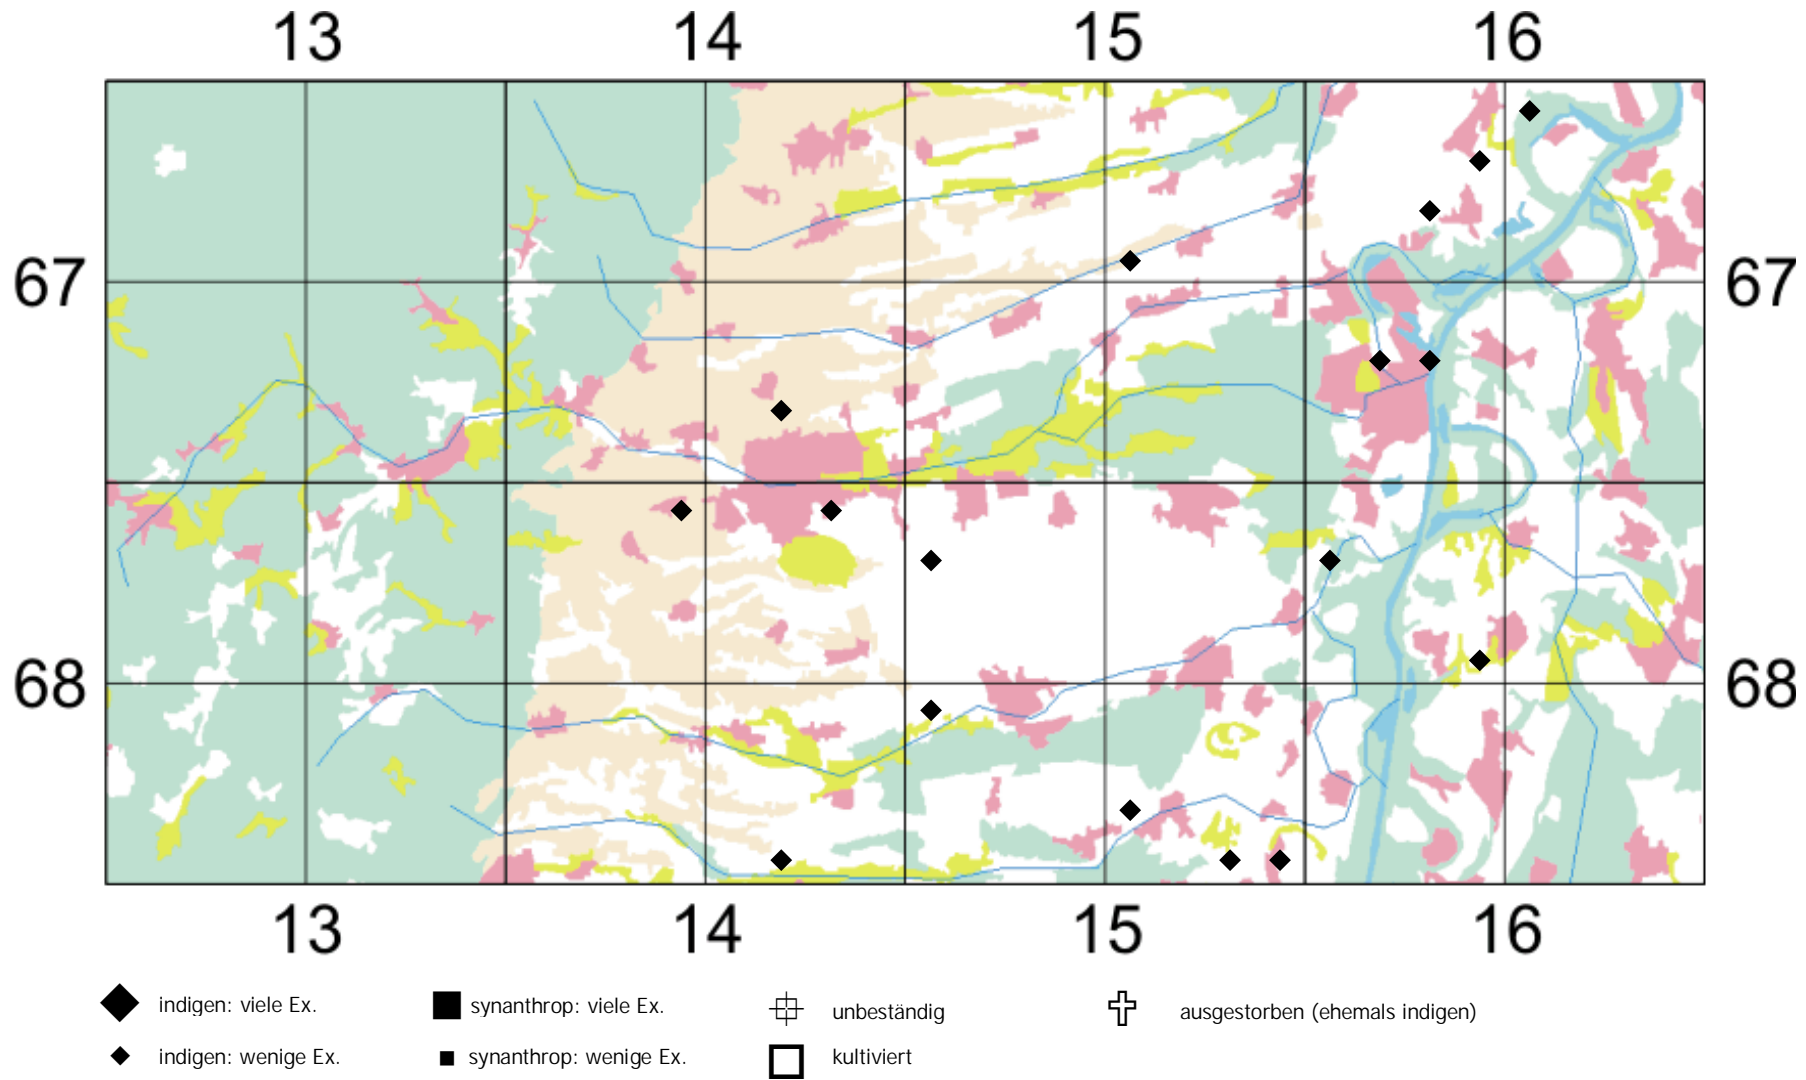 13 14 15 16
67 67
68 68
13 14 15 16
indigen: viele Ex. synanthrop: viele Ex. unbeständig ausgestorben (ehemals indigen)
indigen: wenige Ex. synanthrop: wenige Ex. kultiviert